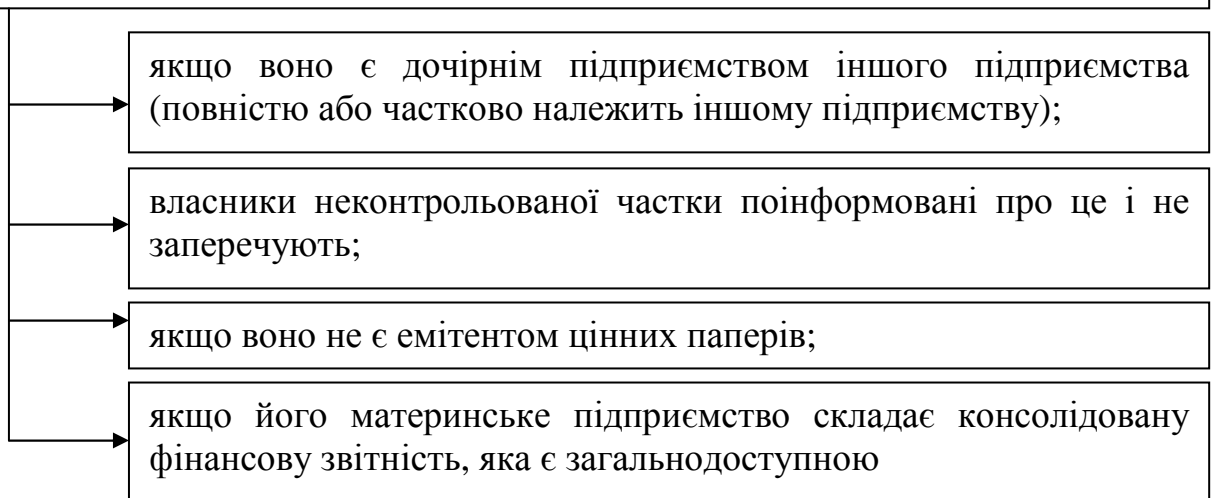 якщо воно є дочірнім підприємством іншого підприємства
(повністю або частково належить іншому підприємству);
власники неконтрольованої частки поінформовані про це і не
заперечують;
якщо воно не є емітентом цінних паперів;
якщо його материнське підприємство складає консолідовану
фінансову звітність, яка є загальнодоступною